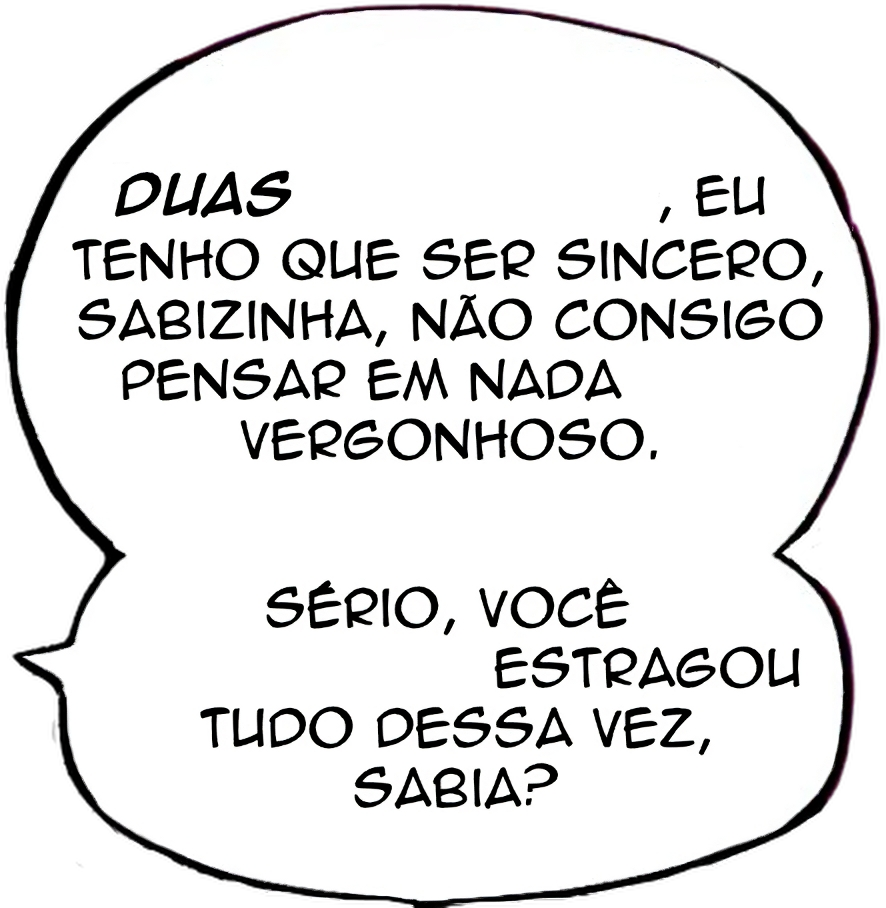 DUAS , EU
TENHO QUE SER SINCERO,
SABIZINHA, NÃO CONSIGO
PENSAR EM NADA
VERGONHOSO.
SÉRIO, VOCÊ
ESTRAGOU
TUDO DESSA VEZ,
SABIA?